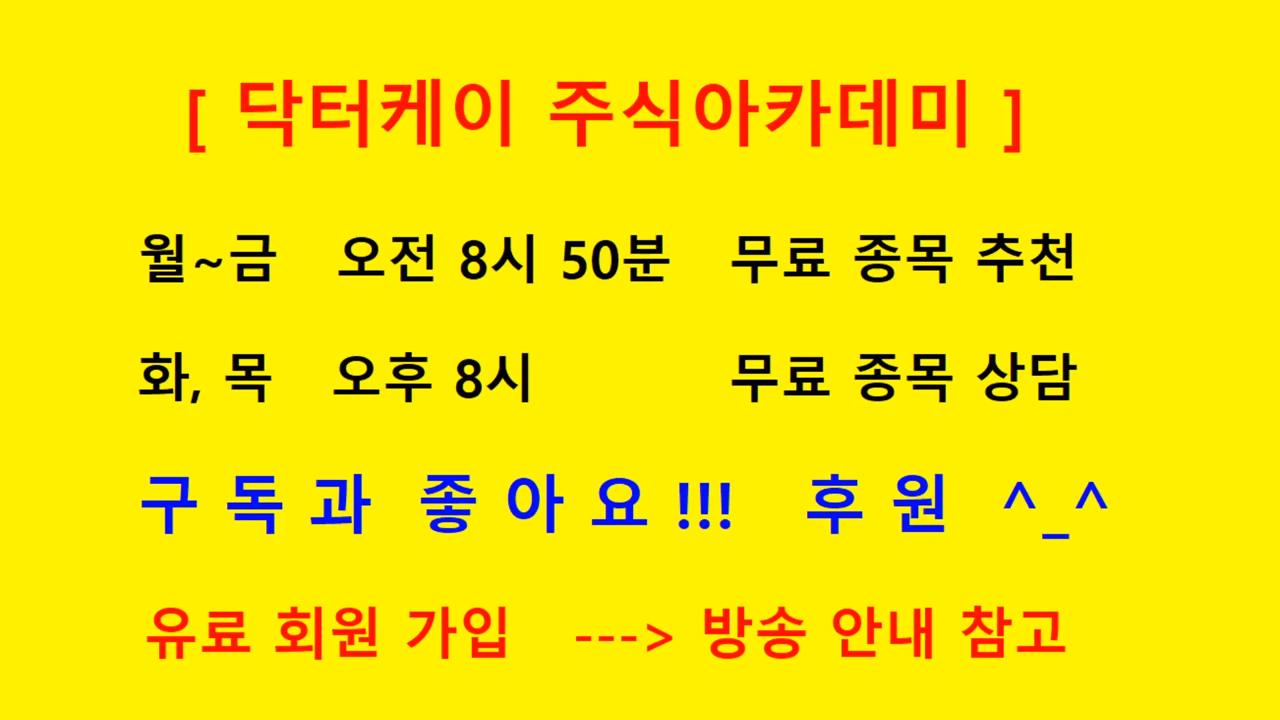 [ 닥터케이 주식아카데미 ]
월~금 오전 8시 50분 무료 종목 추천
화, 목 오후 8시 무료 종목 상담
구 독 과 좋 아 요 !!! 후 원 ^_^
유료 회원 가입 ---> 방송 안내 참고